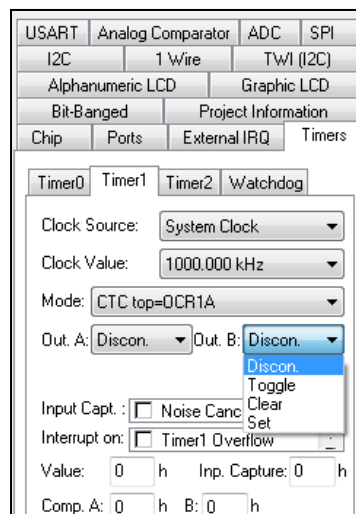 USART Analog Comparator ADC SPI
I2C 1 Wire TWI (I2C)
Alphanumeric LCD Graphic LCD
Bit-Banged Project Information
Chip Ports External IRQ Timers
Timer0 Timer1 Timer2 Watchdog
Clock Source: System Clock
Clock Value: 1000.000 kHz
Mode: CTC top=OCR1A
Out. A: Discon. Out. B: Discon.
Discon.
Toggle
Clear
Set
Input Capt. : Noise Canc
Interrupt on: Timer1 Overflow
Value: 0 h Inp. Capture: 0 h
Comp. A: 0 h B: 0 h